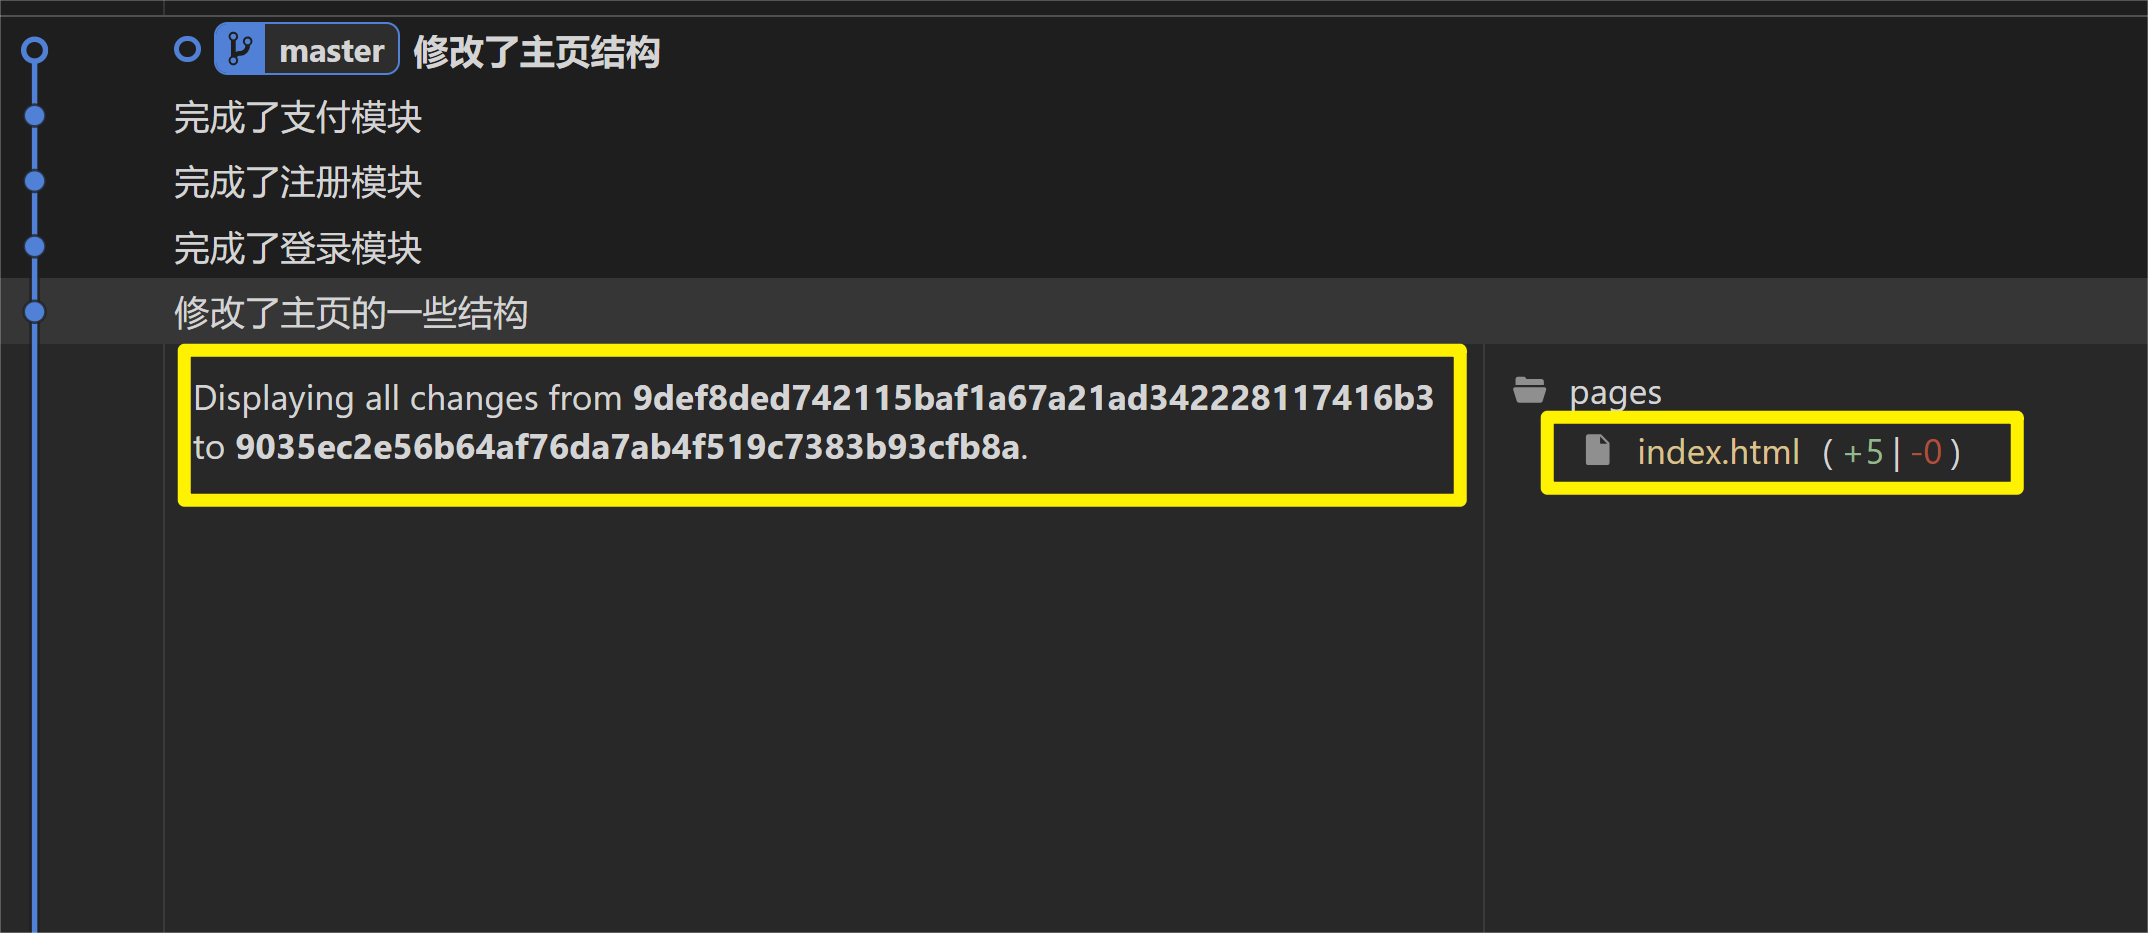 master 修改了主页结构
完成了支付模块
完成了注册模块
完成了登录模块
修改了主页的一些结构
Displaying all changes from 9def8ded742115baf1a67a21ad342228117416b3
to 9035ec2e56b64af76da7ab4f519c7383b93cfb8a.
pages
index.html (+5|-0)